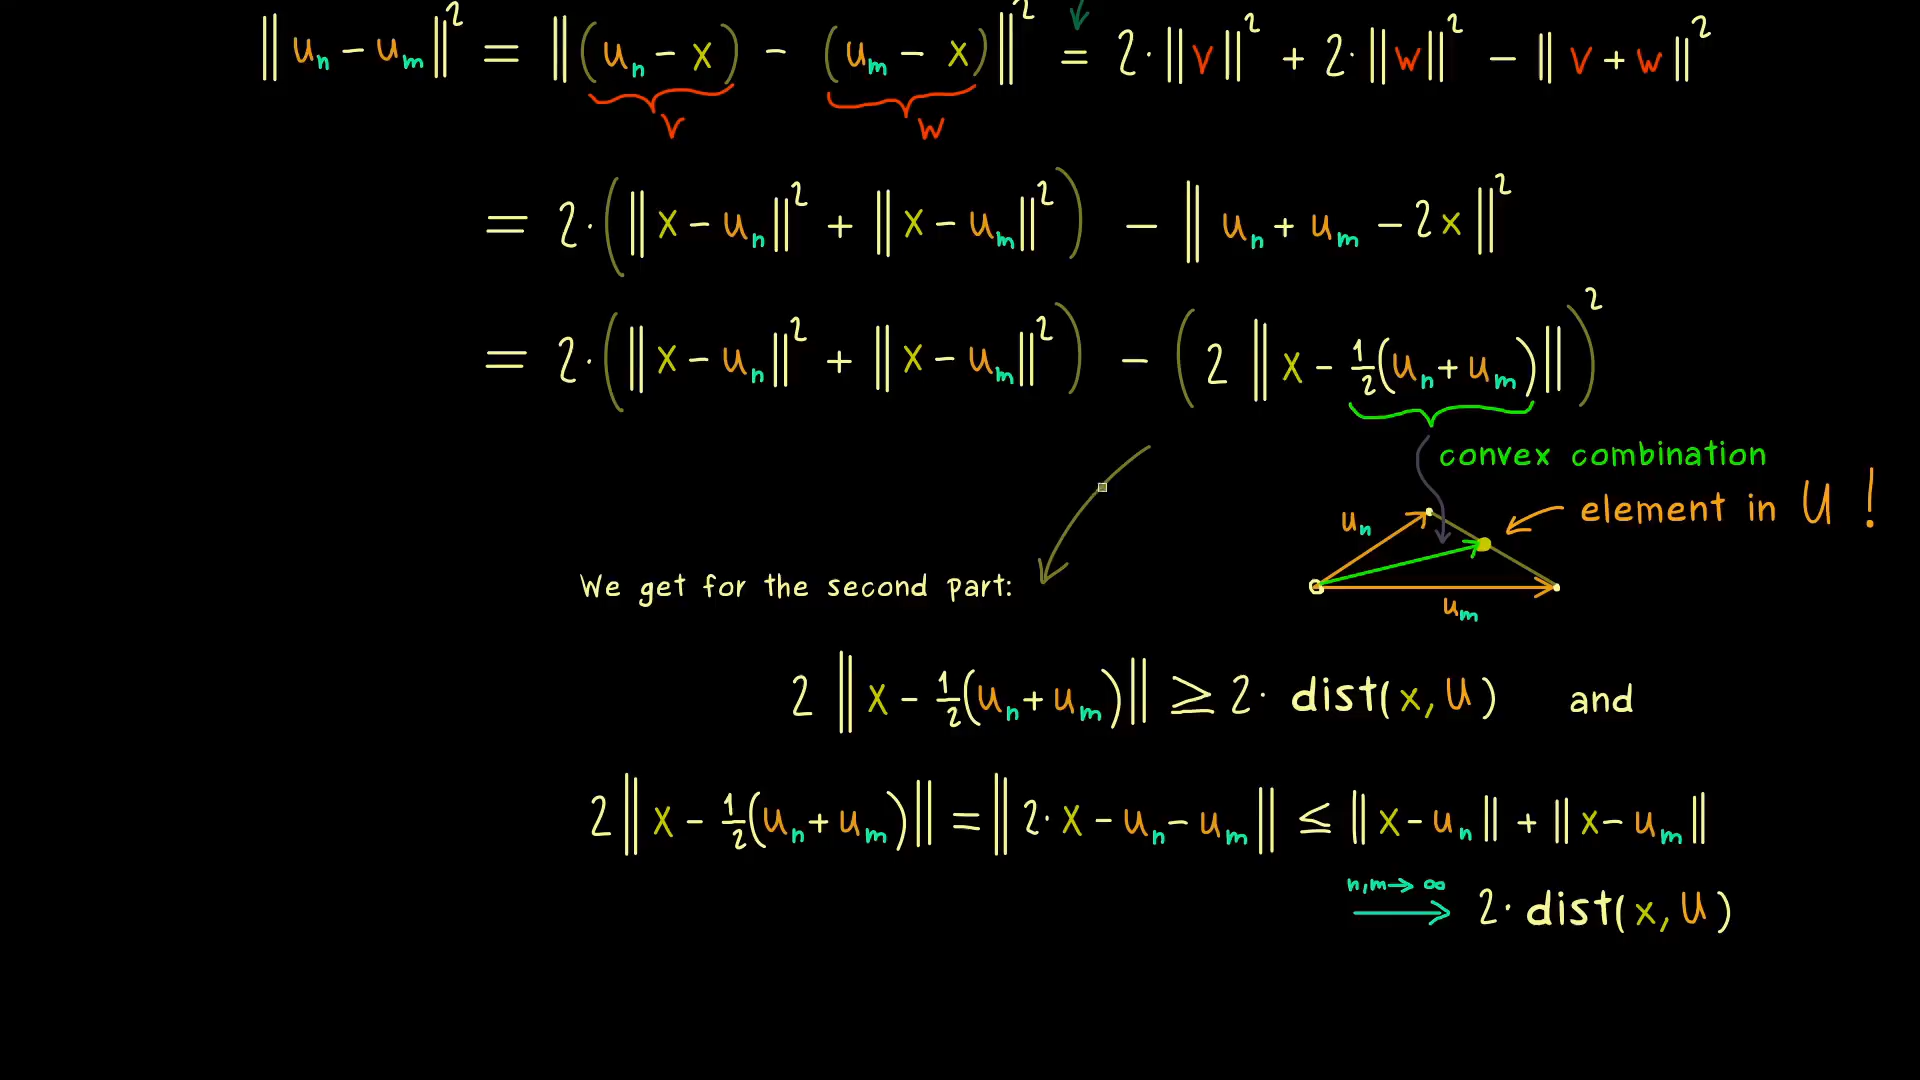 ‖uₙ − uₘ‖² = ‖(uₙ − x) − (uₘ − x)‖² = 2·‖v‖² + 2·‖w‖² − ‖v + w‖²
v w
= 2·(‖x − uₙ‖² + ‖x − uₘ‖²) − ‖uₙ + uₘ − 2x‖²
= 2·(‖x − uₙ‖² + ‖x − uₘ‖²) − (2‖x − ½(uₙ + uₘ)‖)²
convex combination
element in U !
uₙ
We get for the second part:
uₘ
2‖x − ½(uₙ + uₘ)‖ ≥ 2· dist(x, U) and
2‖x − ½(uₙ + uₘ)‖ = ‖2·x − uₙ − uₘ‖ ≤ ‖x − uₙ‖ + ‖x − uₘ‖
n,m→∞
⟶ 2· dist(x, U)